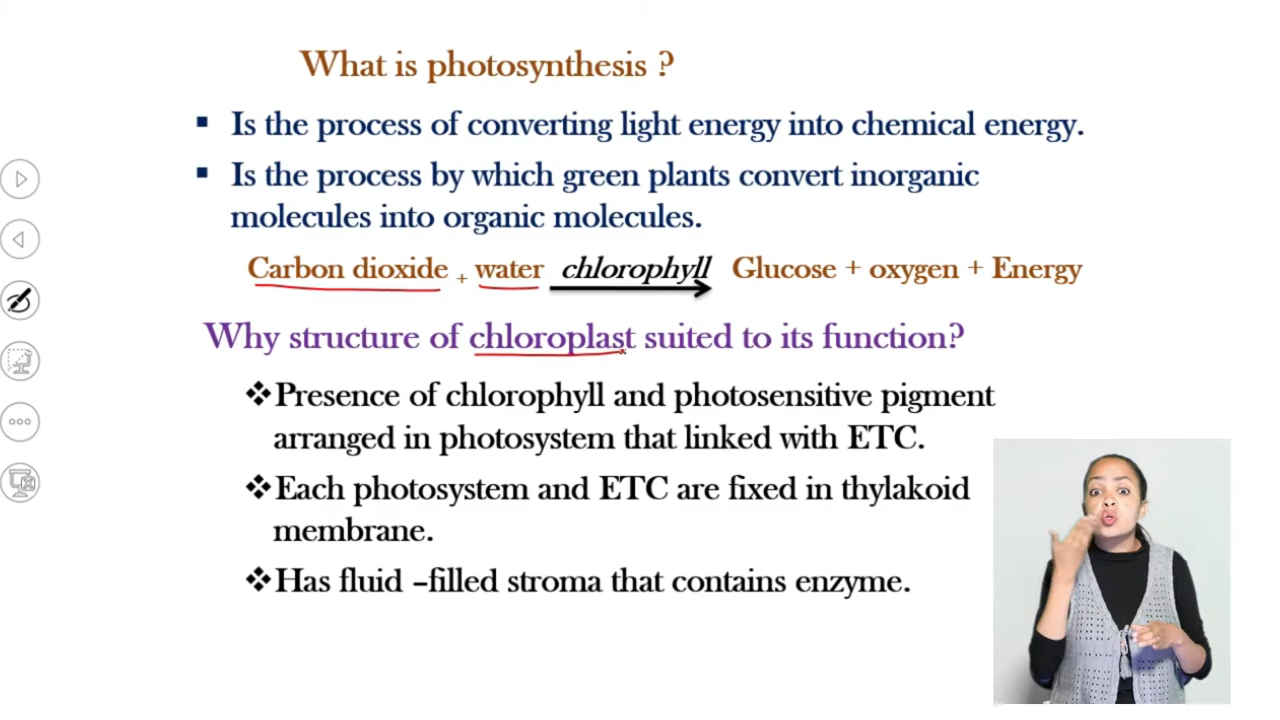 What is photosynthesis ?
▪ Is the process of converting light energy into chemical energy.
▪ Is the process by which green plants convert inorganic
molecules into organic molecules.
Carbon dioxide + water chlorophyll Glucose + oxygen + Energy
Why structure of chloroplast suited to its function?
❖Presence of chlorophyll and photosensitive pigment
arranged in photosystem that linked with ETC.
❖Each photosystem and ETC are fixed in thylakoid
membrane.
❖Has fluid –filled stroma that contains enzyme.